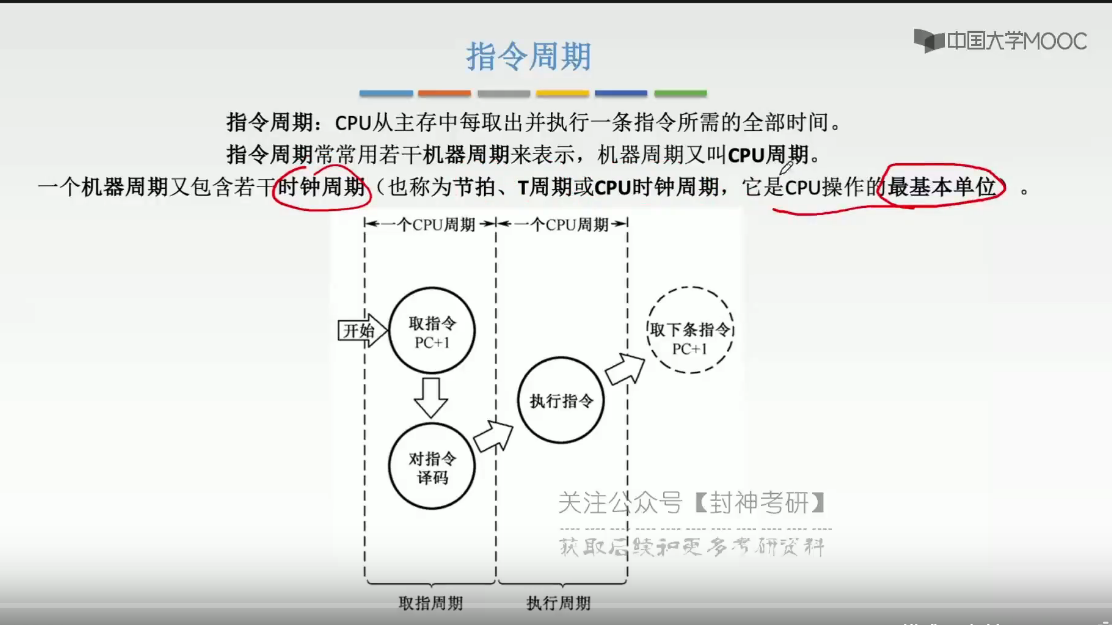 中国大学MOOC
指令周期
指令周期：CPU从主存中每取出并执行一条指令所需的全部时间。
指令周期常常用若干机器周期来表示，机器周期又叫CPU周期。
一个机器周期又包含若干时钟周期（也称为节拍、T周期或CPU时钟周期，它是CPU操作的最基本单位）。
一个CPU周期 一个CPU周期
开始
取指令
PC+1
对指令
译码
执行指令
取下条指令
PC+1
关注公众号【封神考研】
获取后续和更多考研资料
取指周期 执行周期